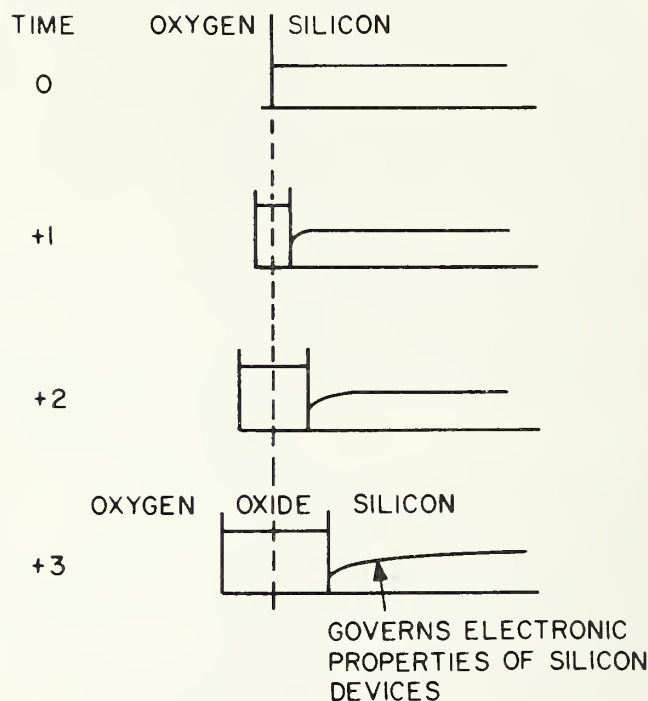 TIME OXYGEN SILICON
0
+1
+2
OXYGEN OXIDE SILICON
+3
GOVERNS ELECTRONIC
PROPERTIES OF SILICON
DEVICES